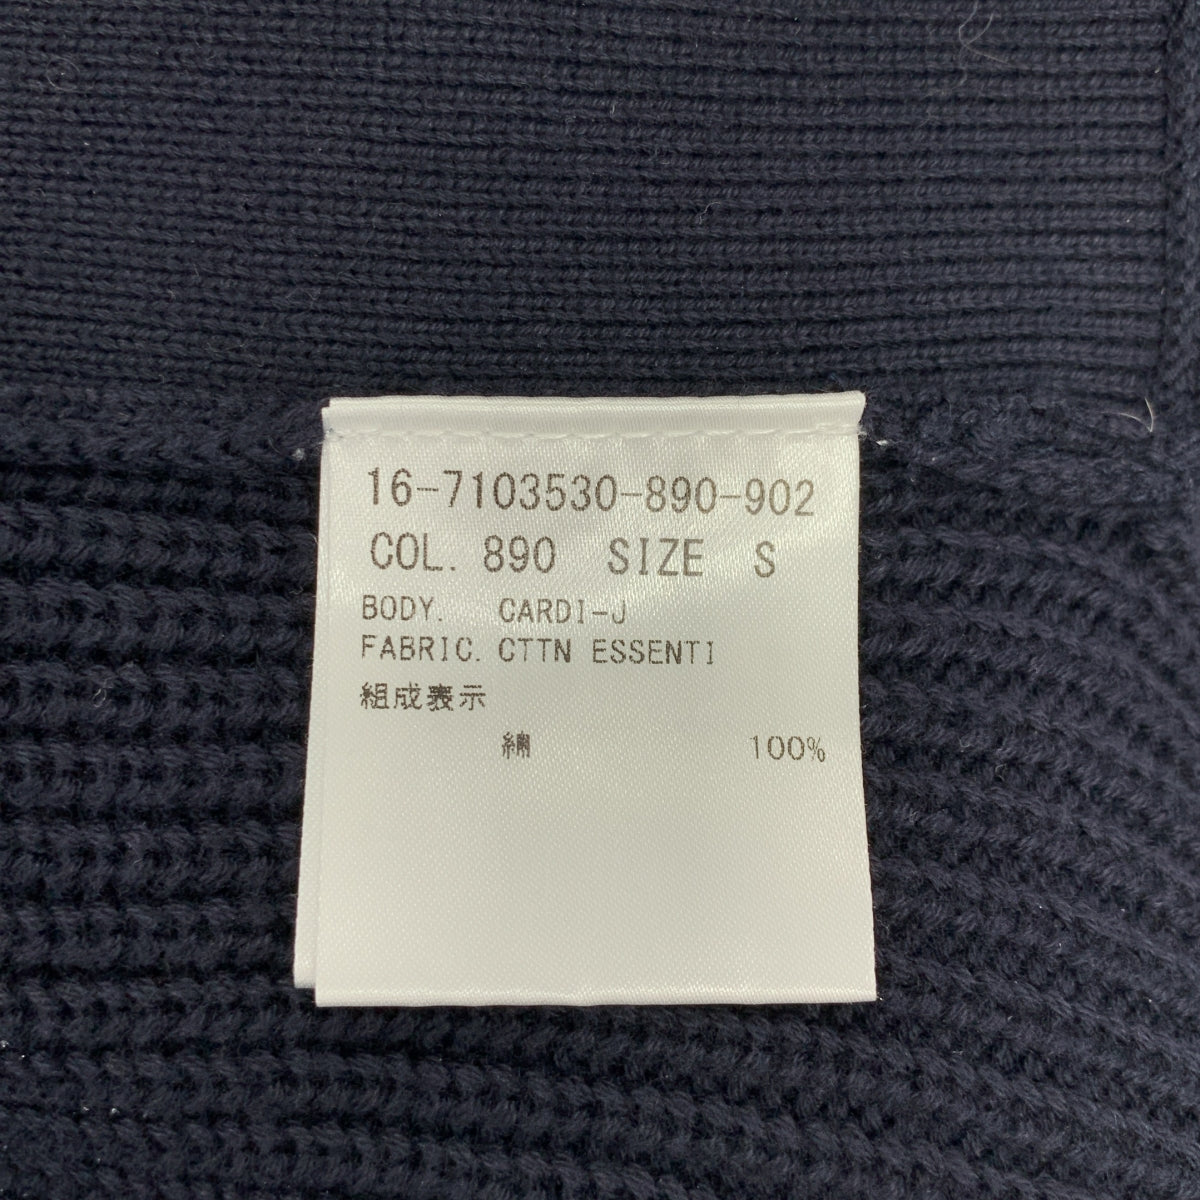 16-7103530-890-902
COL. 890 SIZE S
BODY. CARDI-J
FABRIC. CTTN ESSENTI
組成表示
綿 100%